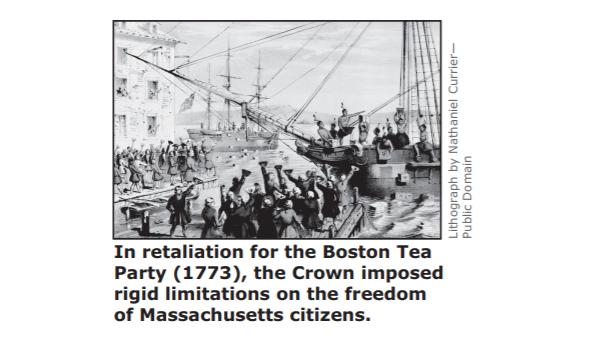 Lithograph by Nathaniel Currier—
Public Domain
In retaliation for the Boston Tea
Party (1773), the Crown imposed
rigid limitations on the freedom
of Massachusetts citizens.